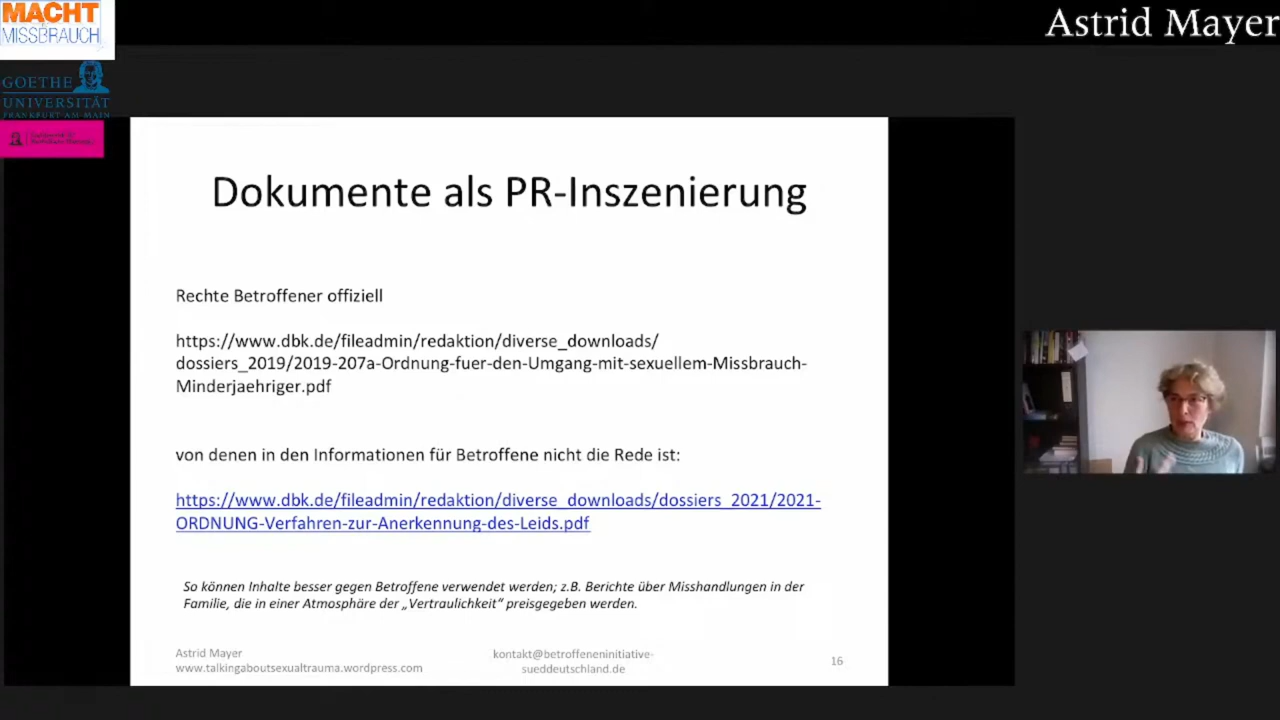 MACHT
MISSBRAUCH
Astrid Mayer
GOETHE
UNIVERSITÄT
FRANKFURT AM MAIN
Dokumente als PR-Inszenierung
Rechte Betroffener offiziell
https://www.dbk.de/fileadmin/redaktion/diverse_downloads/
dossiers_2019/2019-207a-Ordnung-fuer-den-Umgang-mit-sexuellem-Missbrauch-
Minderjaehriger.pdf
von denen in den Informationen für Betroffene nicht die Rede ist:
https://www.dbk.de/fileadmin/redaktion/diverse_downloads/dossiers_2021/2021-
ORDNUNG-Verfahren-zur-Anerkennung-des-Leids.pdf
So können Inhalte besser gegen Betroffene verwendet werden; z.B. Berichte über Misshandlungen in der
Familie, die in einer Atmosphäre der „Vertraulichkeit“ preisgegeben werden.
Astrid Mayer
www.talkingaboutsexualtrauma.wordpress.com
kontakt@betroffeneninitiative-
sueddeutschland.de
16